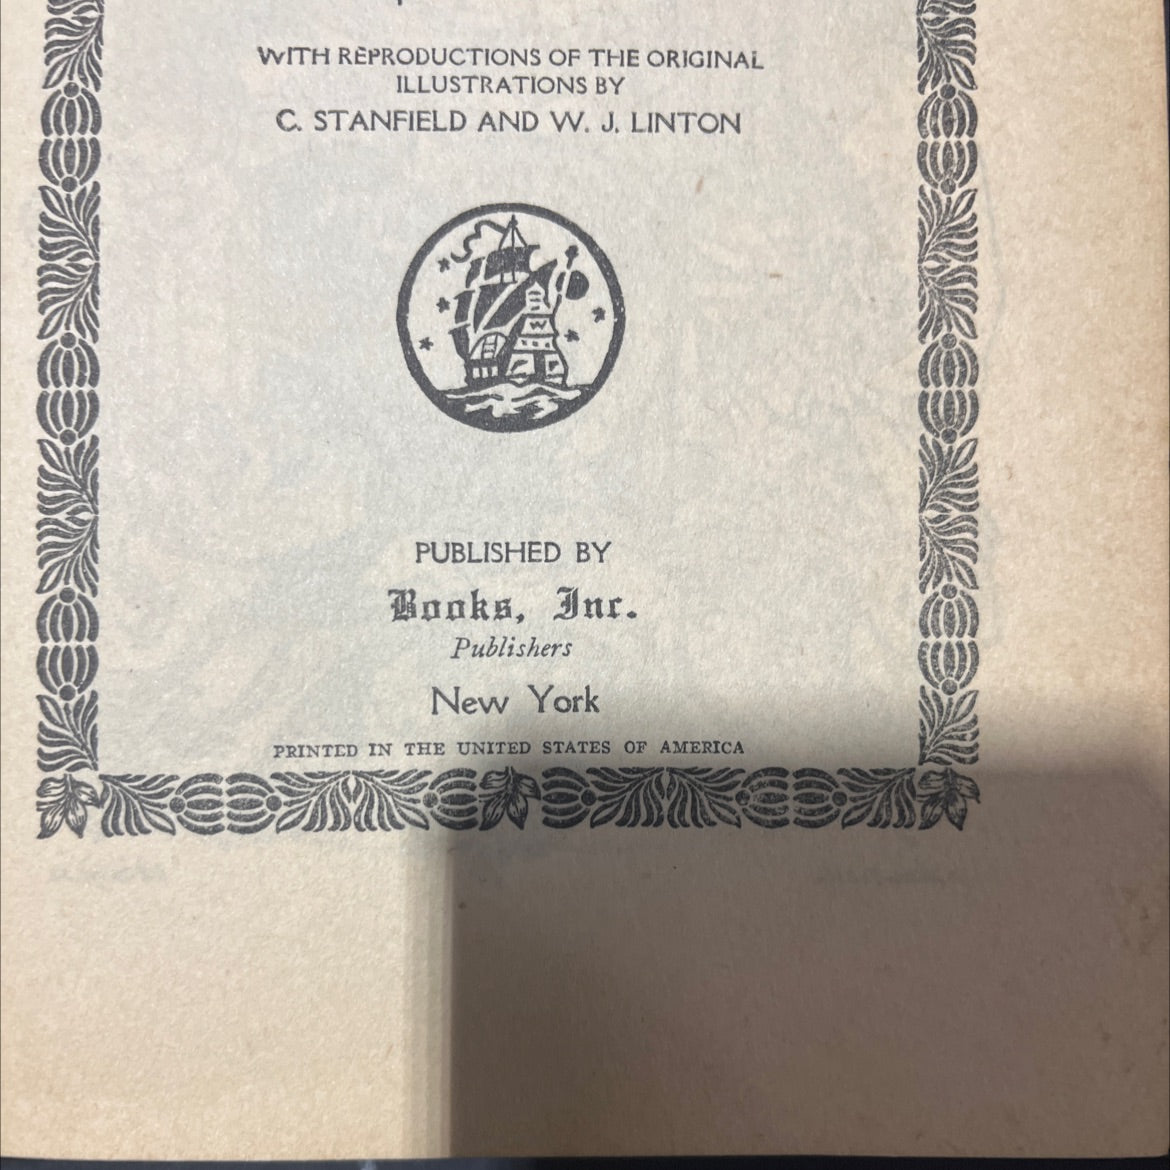 WITH REPRODUCTIONS OF THE ORIGINAL
ILLUSTRATIONS BY
C. STANFIELD AND W. J. LINTON
W
PUBLISHED BY
Books, Inc.
Publishers
New York
PRINTED IN THE UNITED STATES OF AMERICA